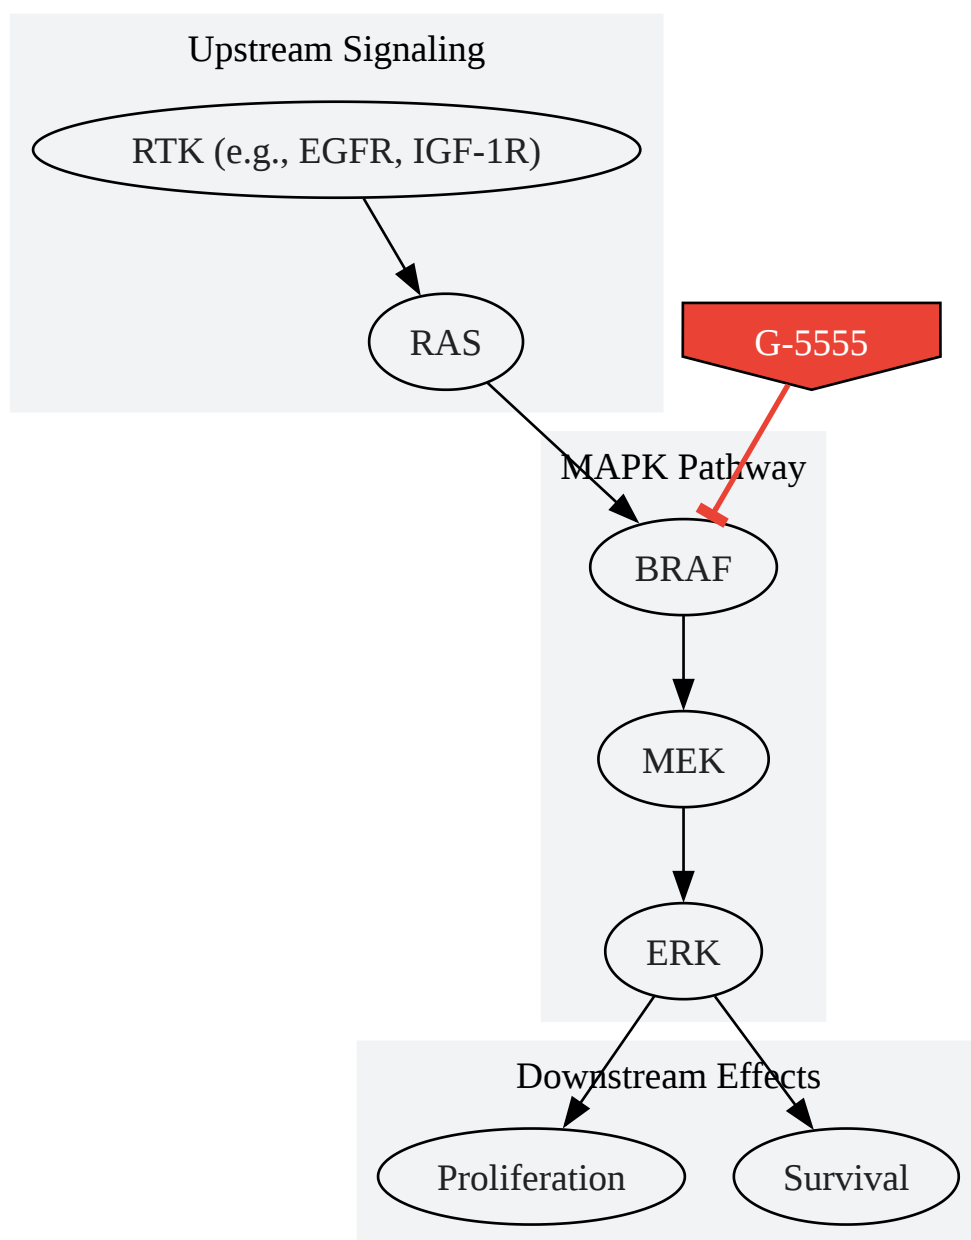 Upstream Signaling
RTK (e.g., EGFR, IGF-1R)
RAS
G-5555
MAPK Pathway
BRAF
MEK
ERK
Downstream Effects
Proliferation
Survival